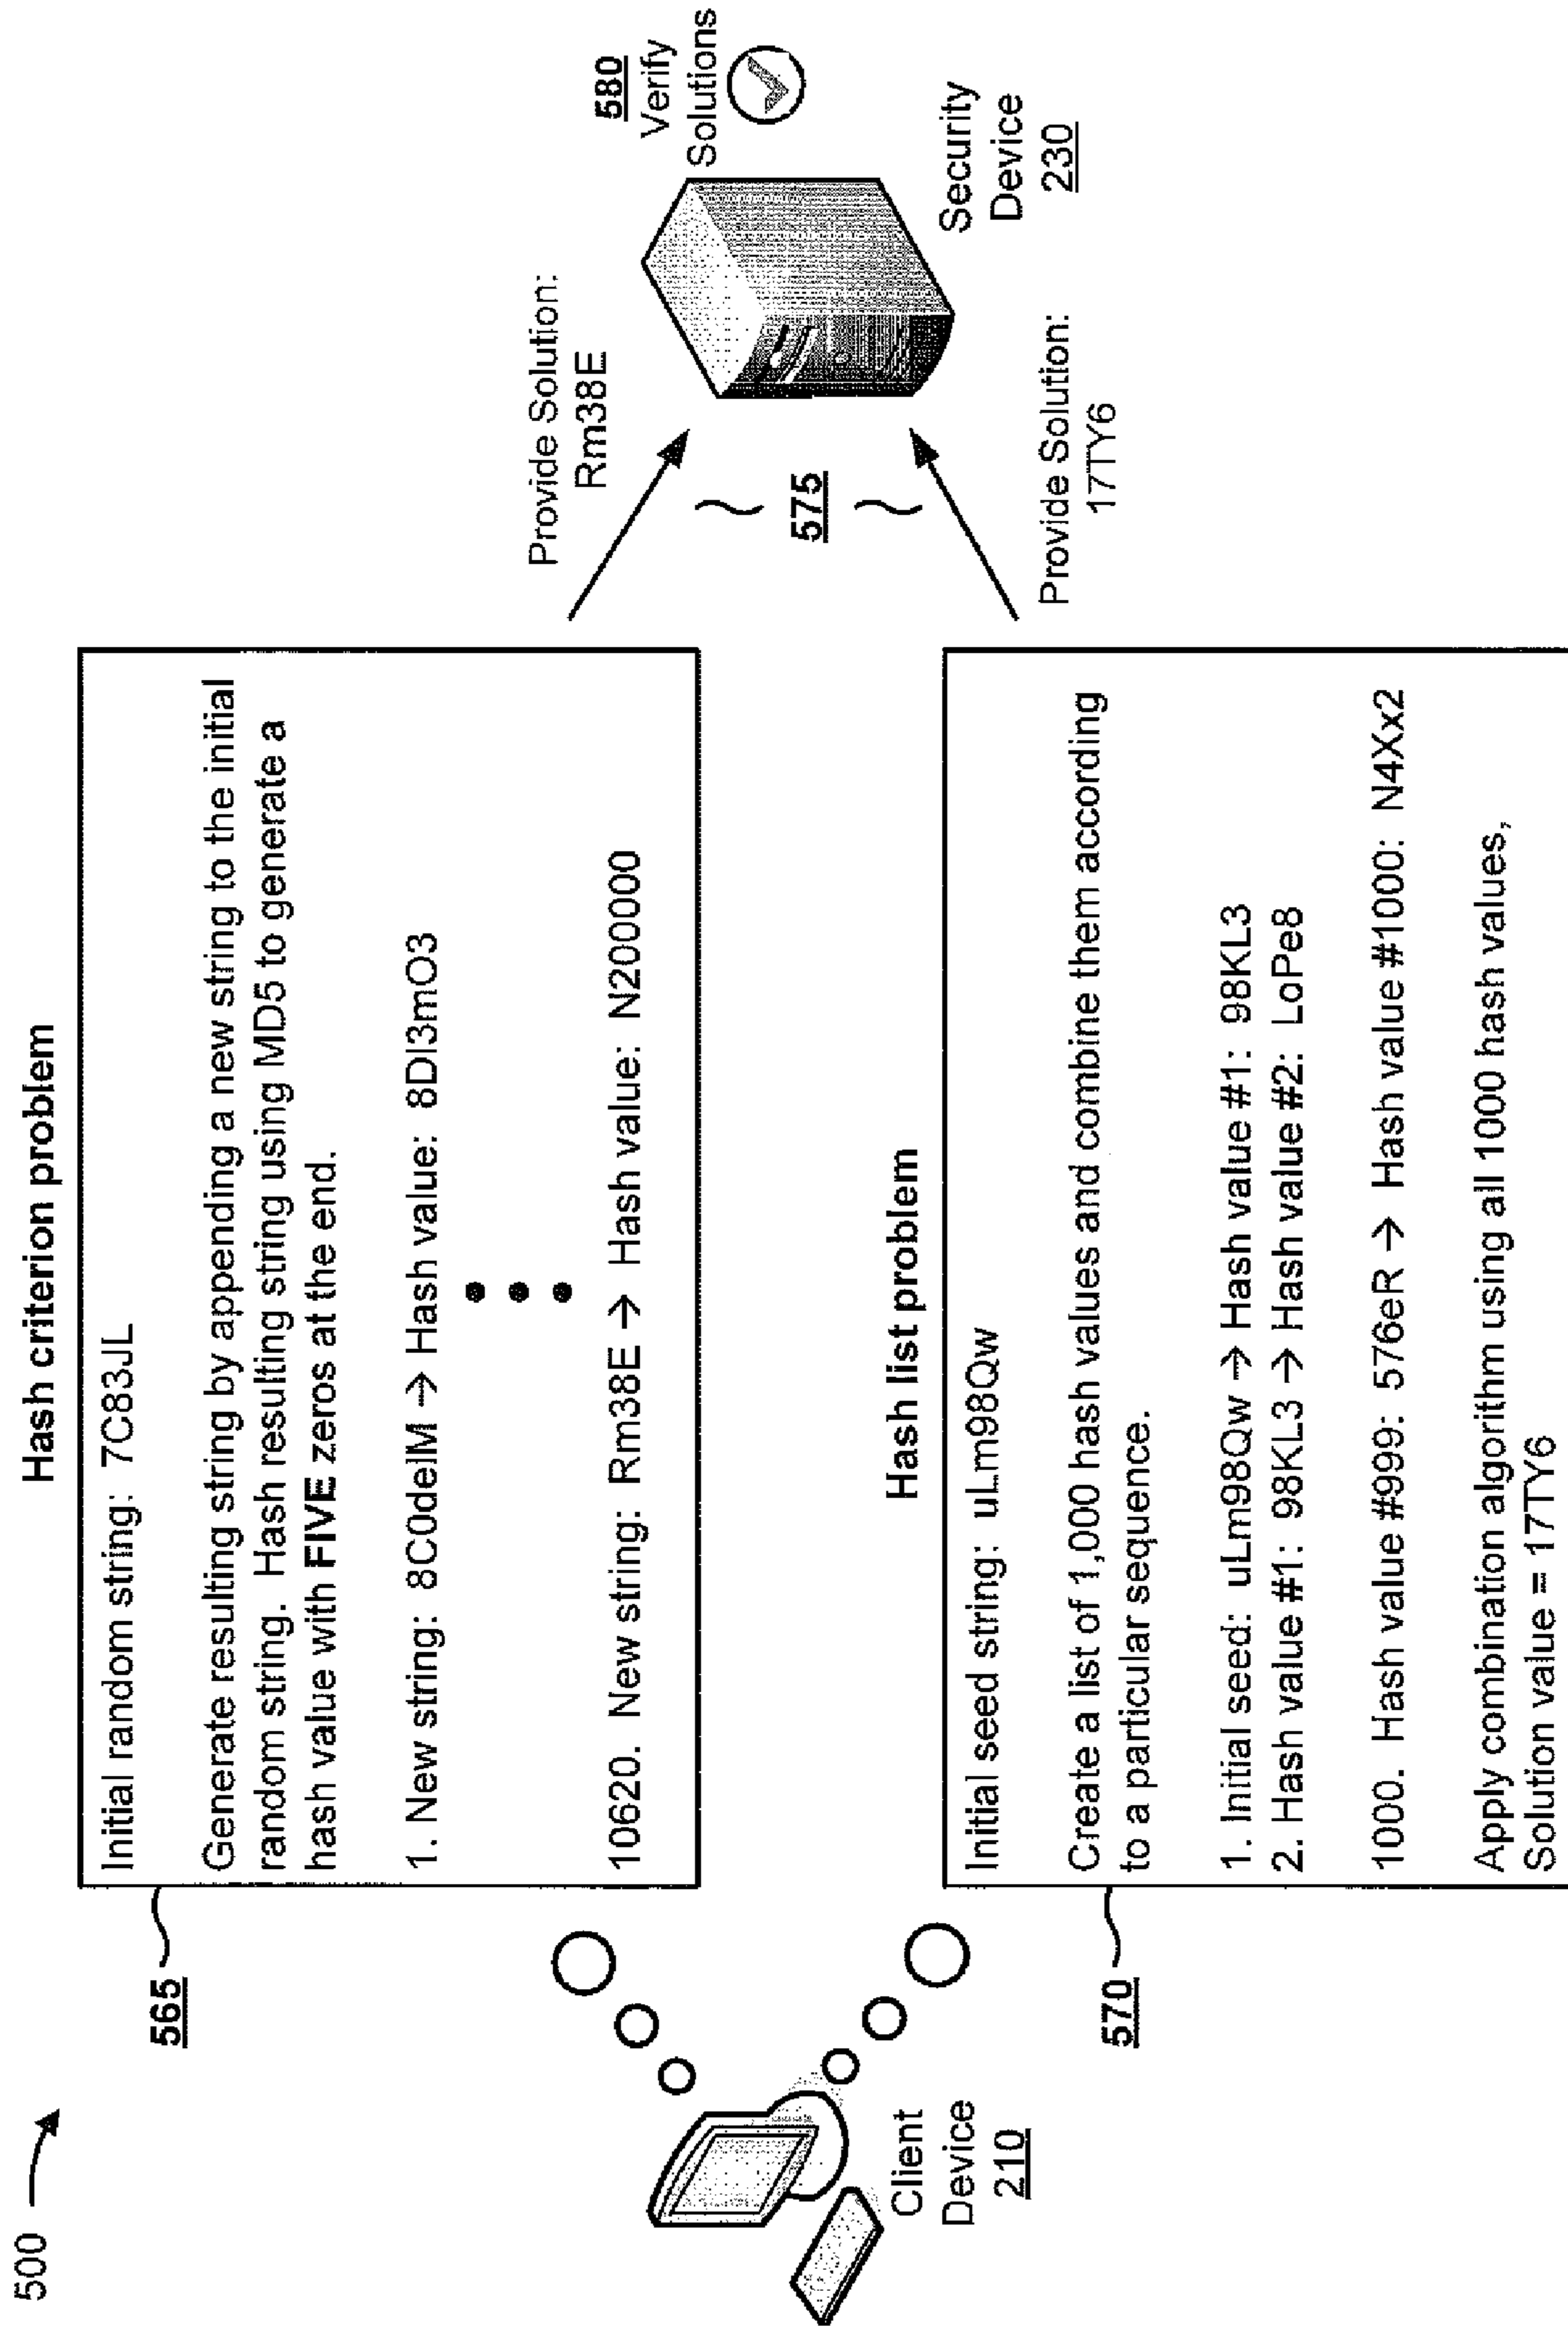 500
Hash criterion problem
565
Initial random string: 7C83JL
Generate resulting string by appending a new string to the initial
random string. Hash resulting string using MD5 to generate a
hash value with FIVE zeros at the end.
1. New string: 8C0delM → Hash value: 8Dl3mO3
10620. New string: Rm38E → Hash value: N200000
Hash list problem
570
Initial seed string: uLm98Qw
Create a list of 1,000 hash values and combine them according
to a particular sequence.
1. Initial seed: uLm98Qw → Hash value #1: 98KL3
2. Hash value #1: 98KL3 → Hash value #2: LoPe8
1000. Hash value #999: 576eR → Hash value #1000: N4Xx2
Apply combination algorithm using all 1000 hash values,
Solution value = 17TY6
Client
Device
210
Provide Solution:
Rm38E
575
Provide Solution:
17TY6
580
Verify
Solutions
Security
Device
230